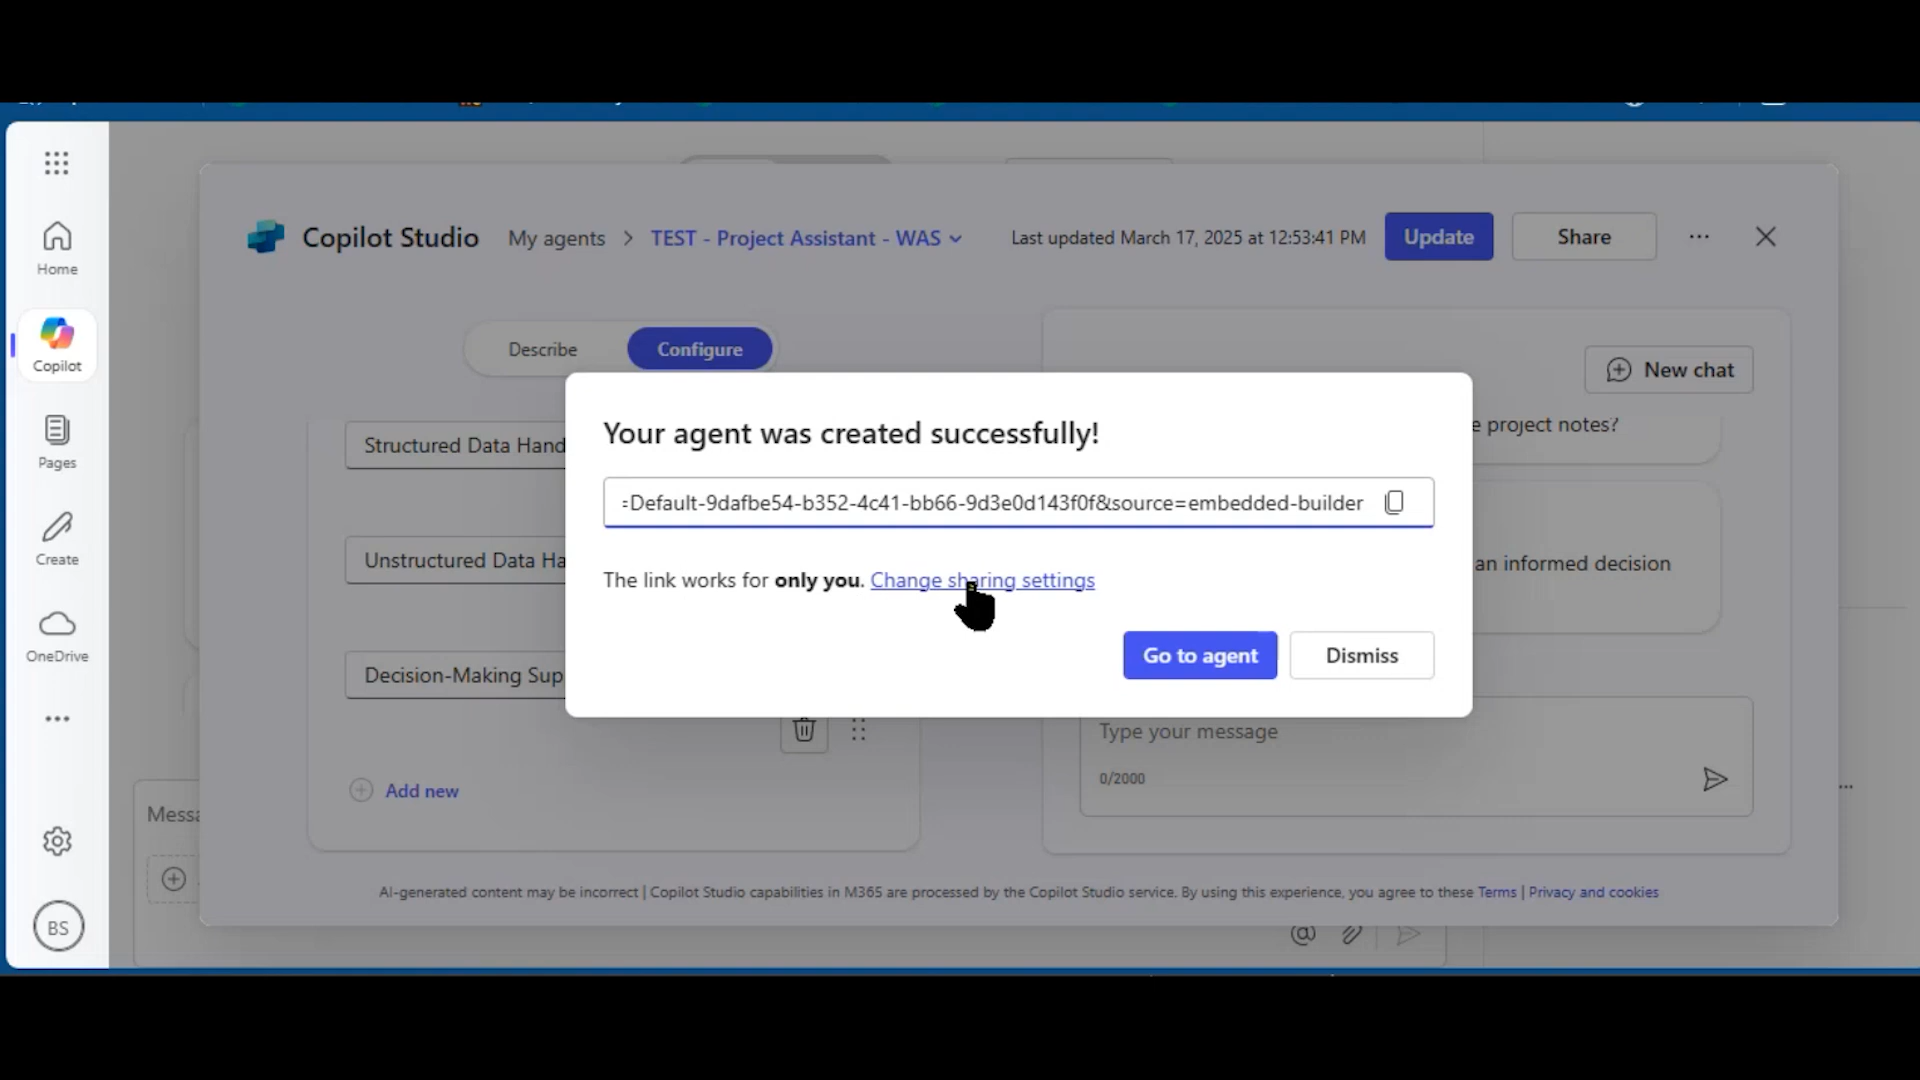 Copilot Studio My agents > TEST - Project Assistant - WAS Last updated March 17, 2025 at 12:53:41 PM Update Share ...
Home
Copilot
Pages
Create
OneDrive
BS
Describe Configure
New chat
Structured Data Hand
e project notes?
Unstructured Data Ha
an informed decision
Decision-Making Sup
Your agent was created successfully!
=Default-9dafbe54-b352-4c41-bb66-9d3e0d143f0f&source=embedded-builder
The link works for only you. Change sharing settings
Go to agent Dismiss
Type your message
0/2000
Add new
Messa
AI-generated content may be incorrect | Copilot Studio capabilities in M365 are processed by the Copilot Studio service. By using this experience, you agree to these Terms | Privacy and cookies